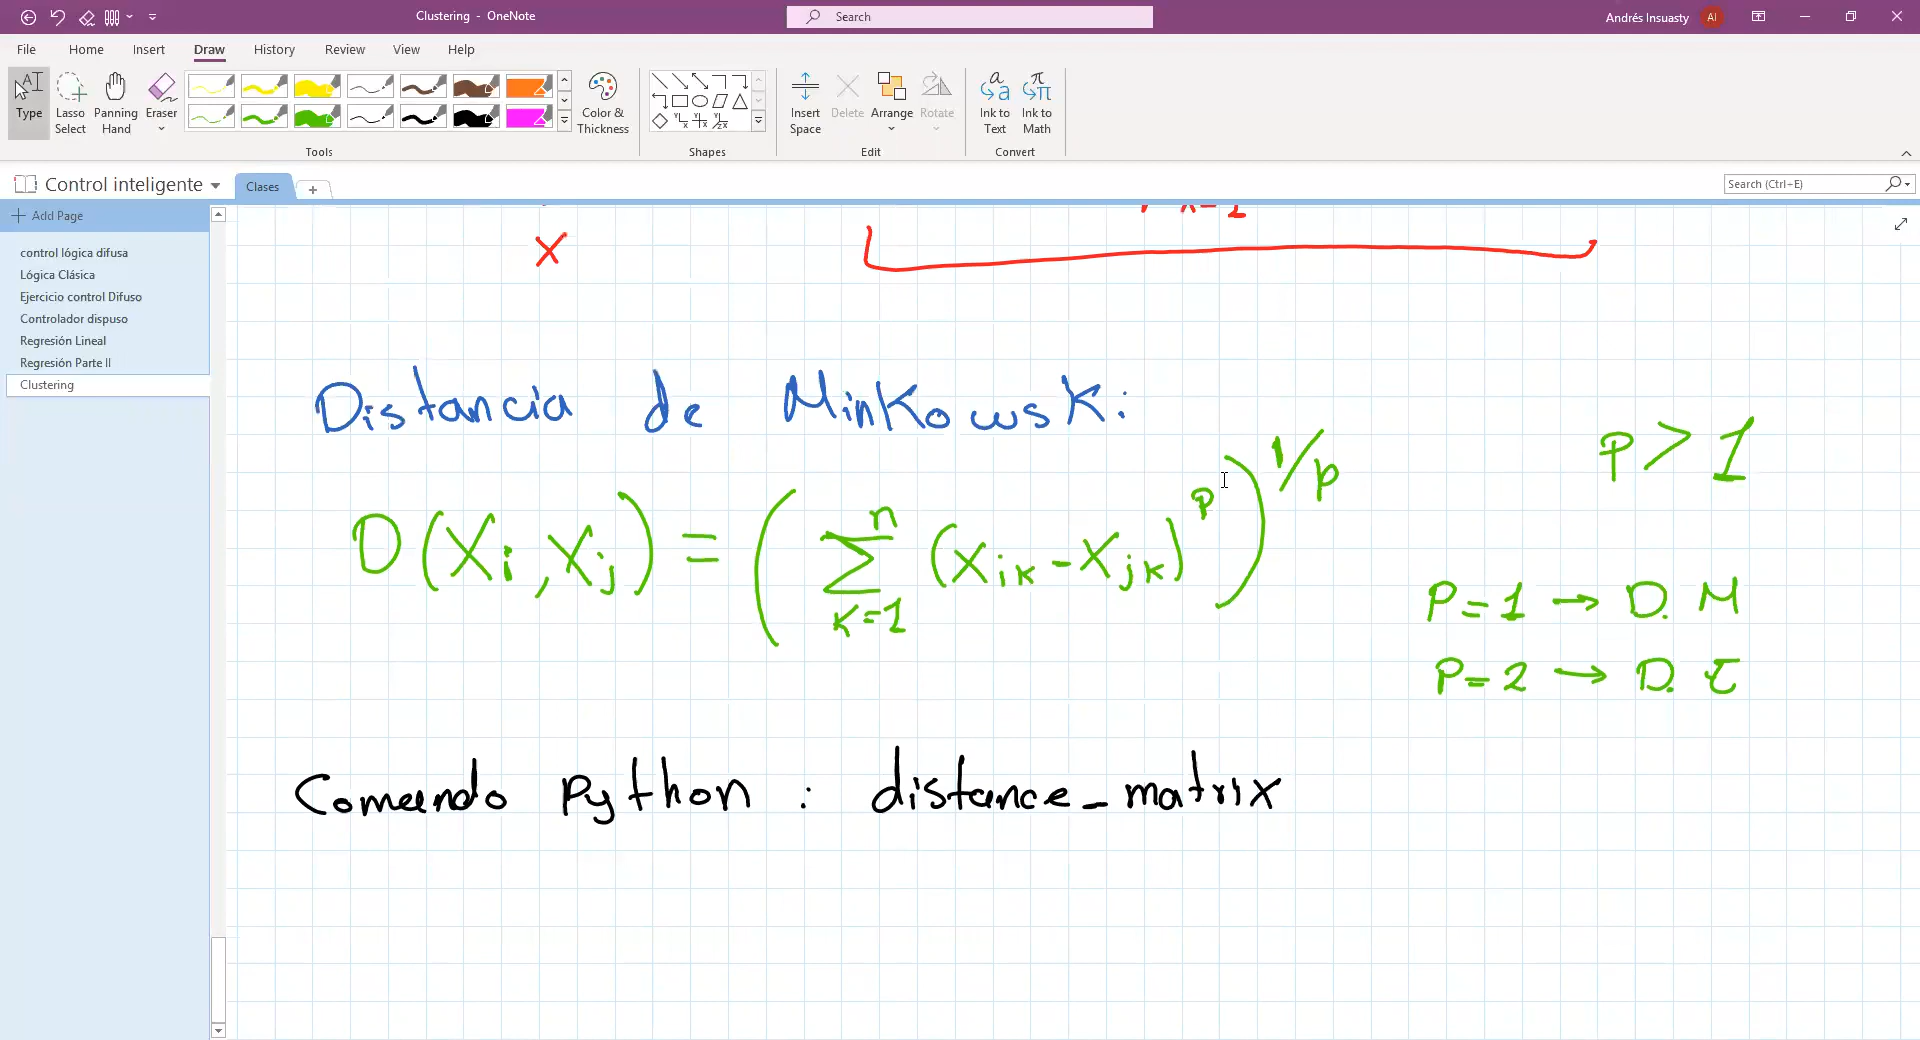 Clustering - OneNote
Search
Andrés Insuasty
AI
File Home Insert Draw History Review View Help
Type
Lasso Select
Panning Hand
Eraser
Color & Thickness
Insert Space
Delete
Arrange
Rotate
Ink to Text
Ink to Math
Tools
Shapes
Edit
Convert
Control inteligente
Clases
Search (Ctrl+E)
Add Page
control lógica difusa
Lógica Clásica
Ejercicio control Difuso
Controlador dispuso
Regresión Lineal
Regresión Parte II
Clustering
X
Distancia de Minkowski
P > 1
D(Xi, Xj) = ( Σ_{K=1}^{n} (Xik - Xjk)^P )^{1/P}
P=1 → D. M
P=2 → D. E
Comando Python : distance_matrix